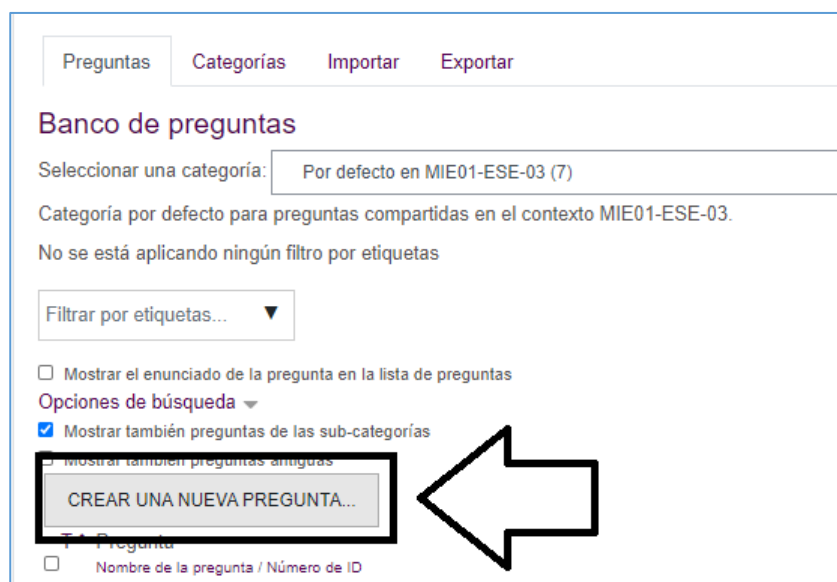 Preguntas Categorías Importar Exportar
Banco de preguntas
Seleccionar una categoría: Por defecto en MIE01-ESE-03 (7)
Categoría por defecto para preguntas compartidas en el contexto MIE01-ESE-03.
No se está aplicando ningún filtro por etiquetas
Filtrar por etiquetas... ▼
Mostrar el enunciado de la pregunta en la lista de preguntas
Opciones de búsqueda
Mostrar también preguntas de las sub-categorías
Mostrar también preguntas antiguas
CREAR UNA NUEVA PREGUNTA...
T Pregunta
Nombre de la pregunta / Número de ID